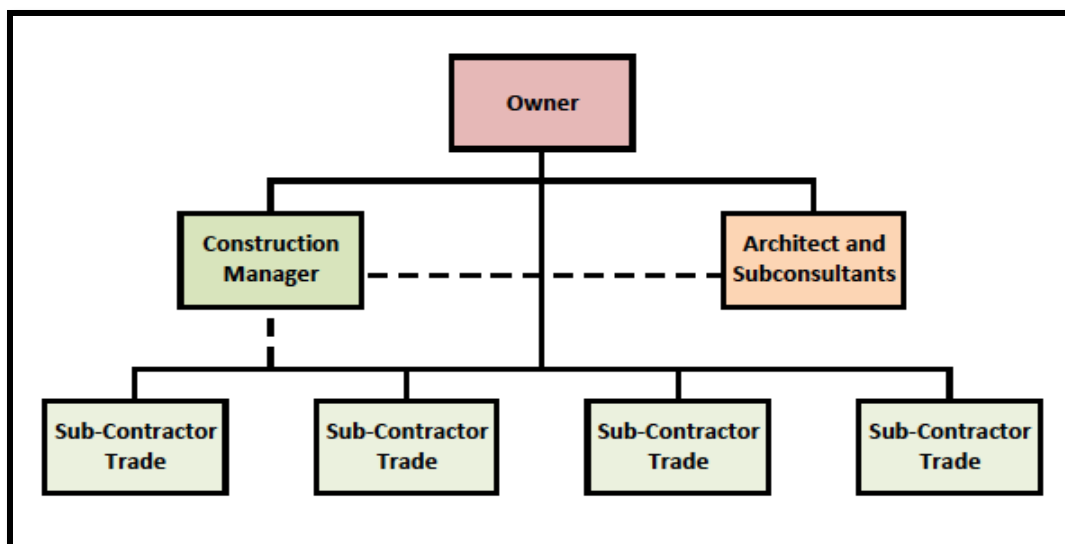 Owner
Construction
Manager
Architect and
Subconsultants
Sub-Contractor
Trade
Sub-Contractor
Trade
Sub-Contractor
Trade
Sub-Contractor
Trade